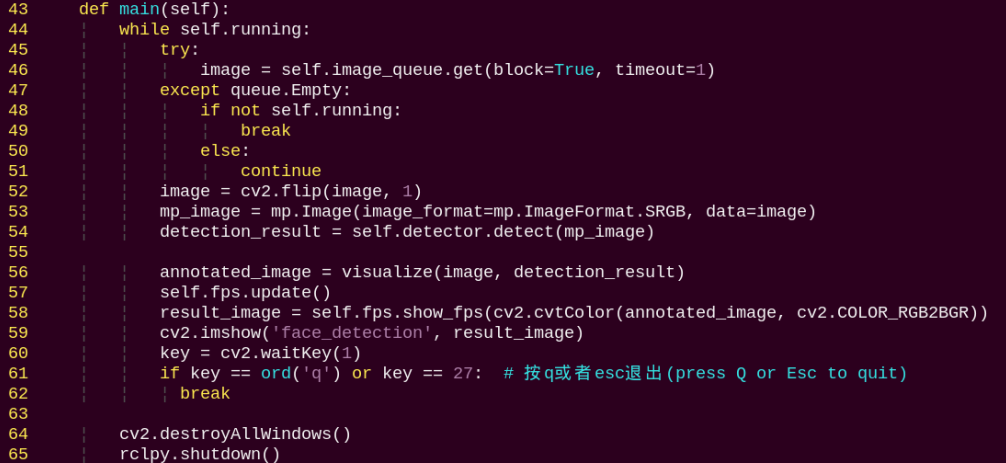 43     def main(self):
44         while self.running:
45             try:
46                 image = self.image_queue.get(block=True, timeout=1)
47             except queue.Empty:
48                 if not self.running:
49                     break
50                 else:
51                     continue
52             image = cv2.flip(image, 1)
53             mp_image = mp.Image(image_format=mp.ImageFormat.SRGB, data=image)
54             detection_result = self.detector.detect(mp_image)
55
56             annotated_image = visualize(image, detection_result)
57             self.fps.update()
58             result_image = self.fps.show_fps(cv2.cvtColor(annotated_image, cv2.COLOR_RGB2BGR))
59             cv2.imshow('face_detection', result_image)
60             key = cv2.waitKey(1)
61             if key == ord('q') or key == 27:  # 按q或者esc退出(press Q or Esc to quit)
62               break
63
64         cv2.destroyAllWindows()
65         rclpy.shutdown()